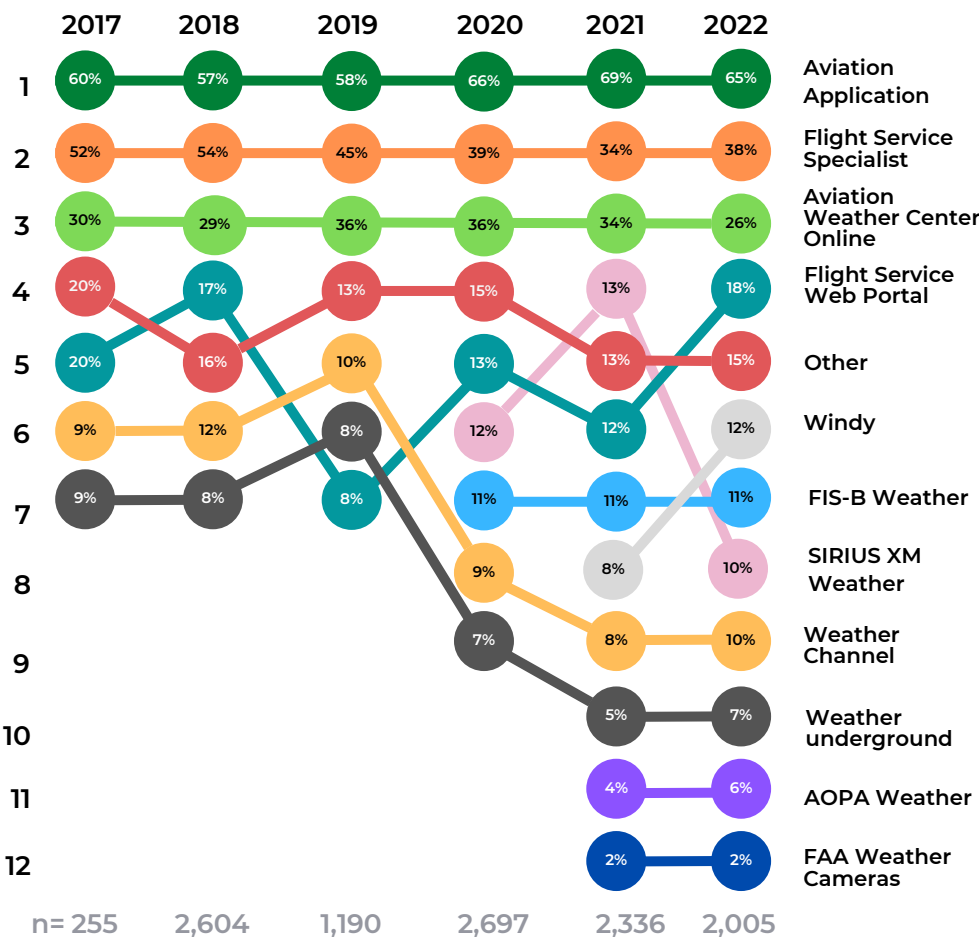 2017 2018 2019 2020 2021 2022
1 60% 57% 58% 66% 69% 65% Aviation
Application
2 52% 54% 45% 39% 34% 38% Flight Service
Specialist
3 30% 29% 36% 36% 34% 26% Aviation
Weather Center
Online
4 20% 17% 13% 15% 13% 18% Flight Service
Web Portal
5 20% 16% 10% 13% 13% 15% Other
6 9% 12% 8% 12% 12% 12% Windy
7 9% 8% 8% 11% 11% 11% FIS-B Weather
8 9% 8% 10% SIRIUS XM
Weather
9 7% 8% 10% Weather
Channel
10 5% 7% Weather
underground
11 4% 6% AOPA Weather
12 2% 2% FAA Weather
Cameras
n= 255 2,604 1,190 2,697 2,336 2,005